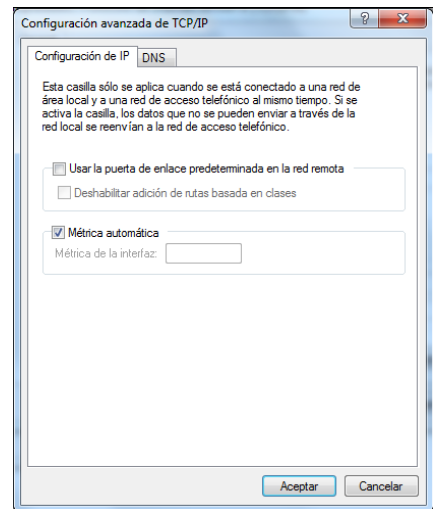 Configuración avanzada de TCP/IP
Configuración de IP DNS
Esta casilla sólo se aplica cuando se está conectado a una red de
área local y a una red de acceso telefónico al mismo tiempo. Si se
activa la casilla, los datos que no se pueden enviar a través de la
red local se reenvían a la red de acceso telefónico.
Usar la puerta de enlace predeterminada en la red remota
Deshabilitar adición de rutas basada en clases
Métrica automática
Métrica de la interfaz:
Aceptar Cancelar